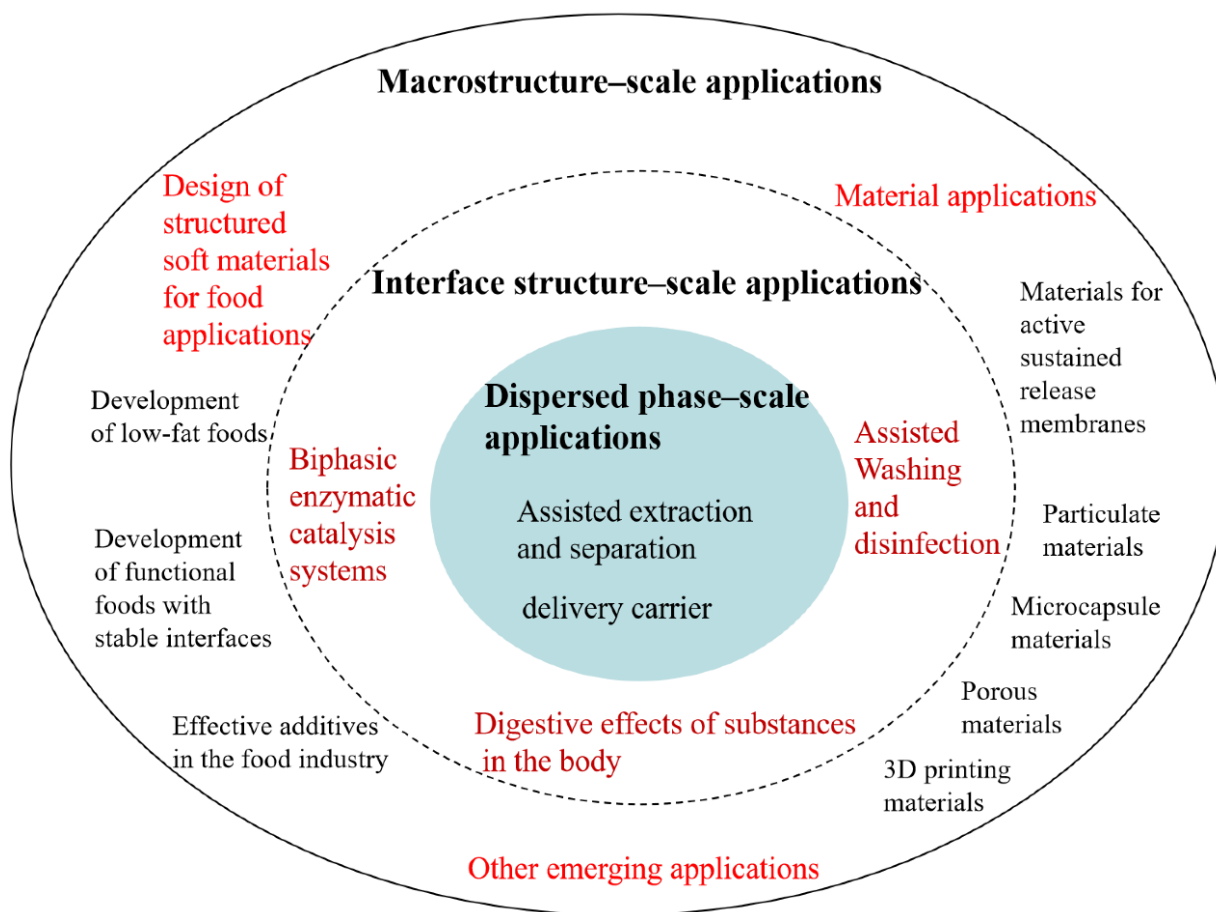 Macrostructure–scale applications
Design of
structured
soft materials
for food
applications
Material applications
Interface structure–scale applications
Materials for
active
sustained
release
membranes
Development
of low-fat foods
Dispersed phase–scale
applications
Biphasic
enzymatic
catalysis
systems
Assisted
Washing
and
disinfection
Assisted extraction
and separation
delivery carrier
Particulate
materials
Development
of functional
foods with
stable interfaces
Microcapsule
materials
Porous
materials
Effective additives
in the food industry
Digestive effects of substances
in the body
3D printing
materials
Other emerging applications